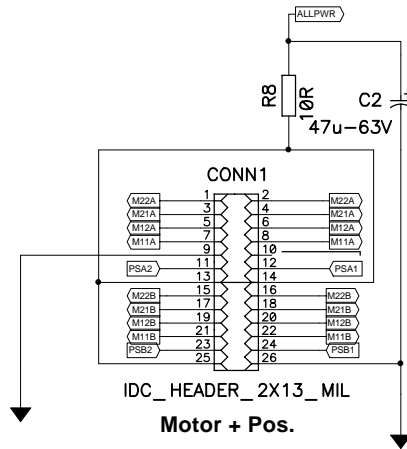 ALLPWR
R8
10R
C2
47u-63V
CONN1
M22A 1 2 M22A
M21A 3 4 M21A
M12A 5 6 M12A
M11A 7 8 M11A
9 10
PSA2 11 12 PSA1
13 14
M22B 15 16 M22B
M21B 17 18 M21B
M12B 19 20 M12B
M11B 21 22 M11B
PSB2 23 24 PSB1
25 26
IDC_HEADER_2X13_MIL
Motor + Pos.